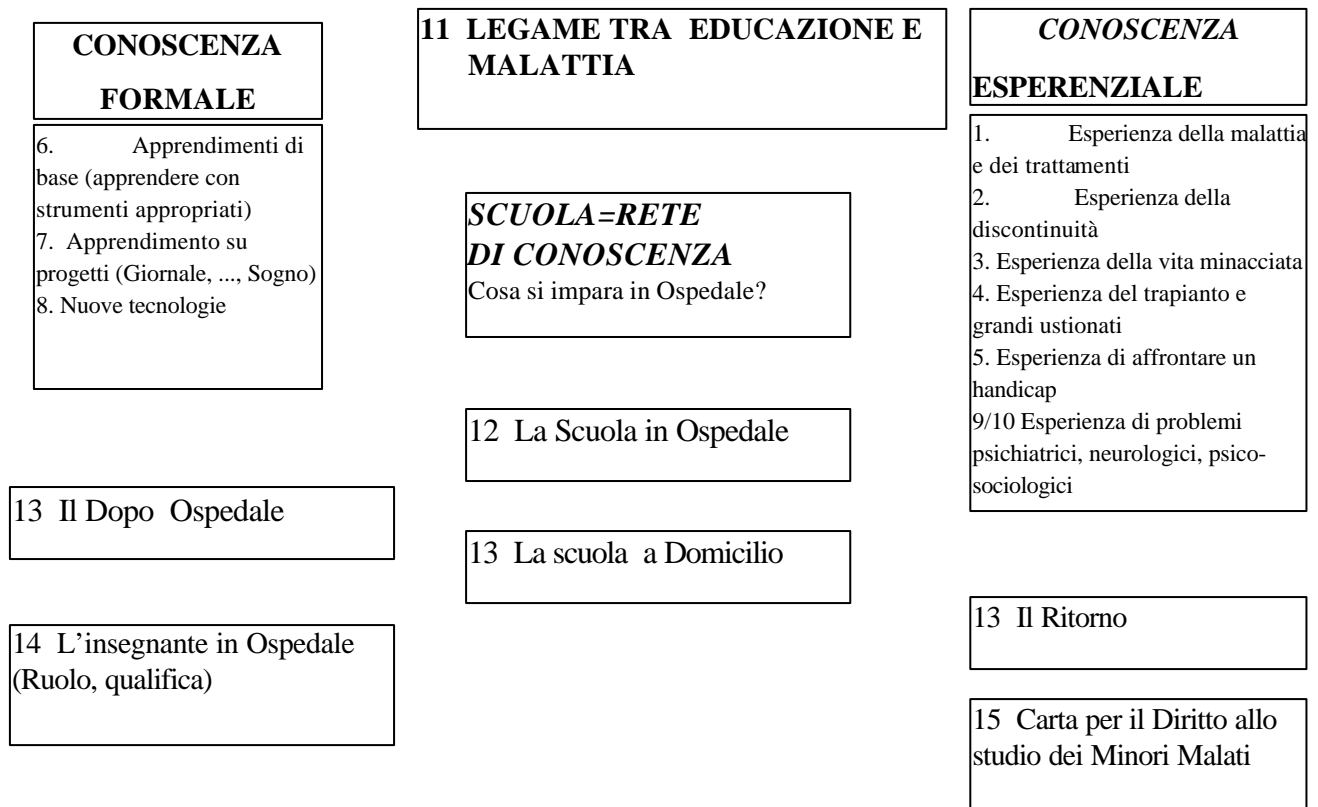 CONOSCENZA
FORMALE
6. Apprendimenti di
base (apprendere con
strumenti appropriati)
7. Apprendimento su
progetti (Giornale, ..., Sogno)
8. Nuove tecnologie
11 LEGAME TRA EDUCAZIONE E
MALATTIA
SCUOLA=RETE
DI CONOSCENZA
Cosa si impara in Ospedale?
12 La Scuola in Ospedale
13 La scuola a Domicilio
CONOSCENZA
ESPERENZIALE
1. Esperienza della malattia
e dei trattamenti
2. Esperienza della
discontinuità
3. Esperienza della vita minacciata
4. Esperienza del trapianto e
grandi ustionati
5. Esperienza di affrontare un
handicap
9/10 Esperienza di problemi
psichiatrici, neurologici, psico-
sociologici
13 Il Dopo Ospedale
14 L'insegnante in Ospedale
(Ruolo, qualifica)
13 Il Ritorno
15 Carta per il Diritto allo
studio dei Minori Malati